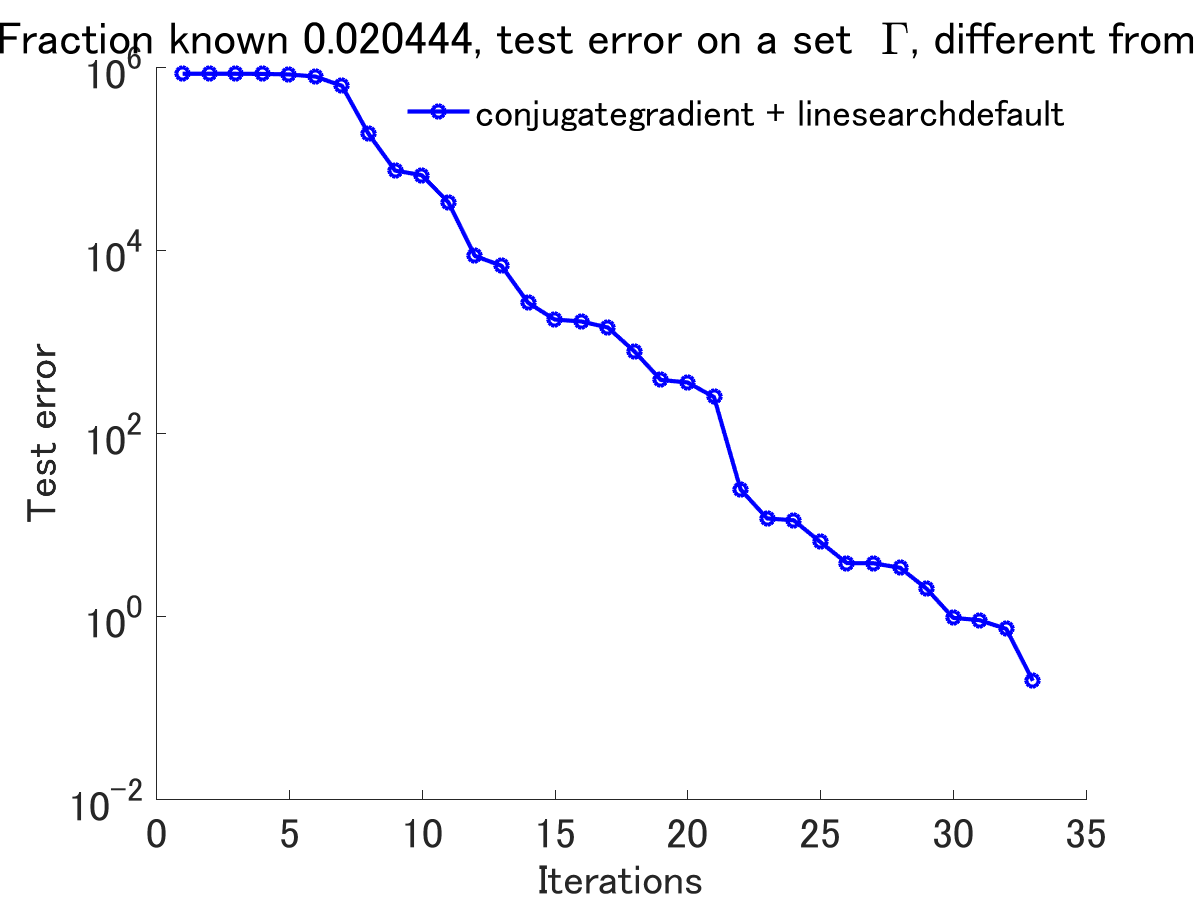 Fraction known 0.020444, test error on a set Γ, different from
10^6
conjugategradient + linesearchdefault
10^4
10^2
10^0
10^-2
Test error
0 5 10 15 20 25 30 35
Iterations